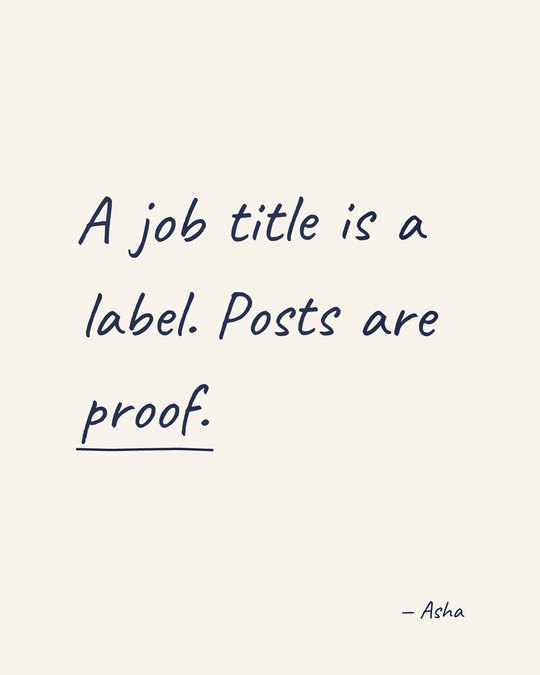 A job title is a
label. Posts are
proof.
– Asha